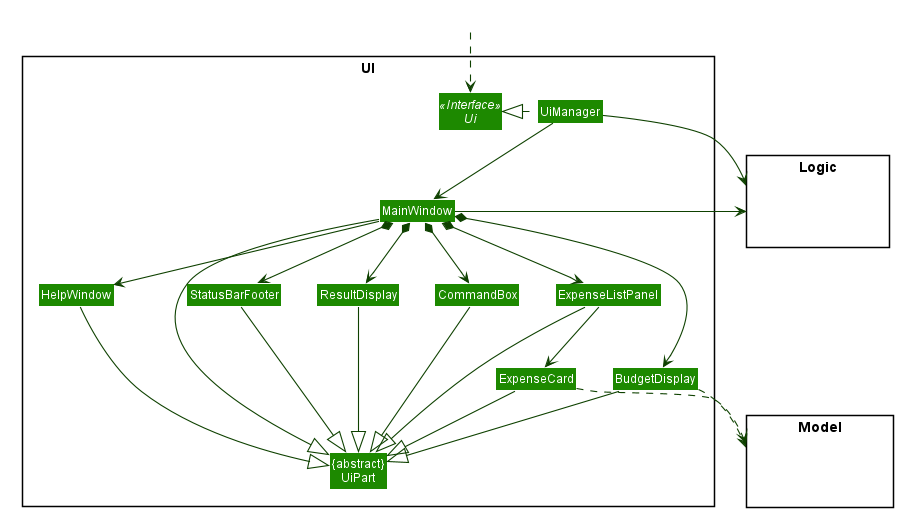 UI
«Interface»
Ui
UiManager
Logic
MainWindow
HelpWindow
StatusBarFooter
ResultDisplay
CommandBox
ExpenseListPanel
ExpenseCard
BudgetDisplay
Model
{abstract}
UiPart